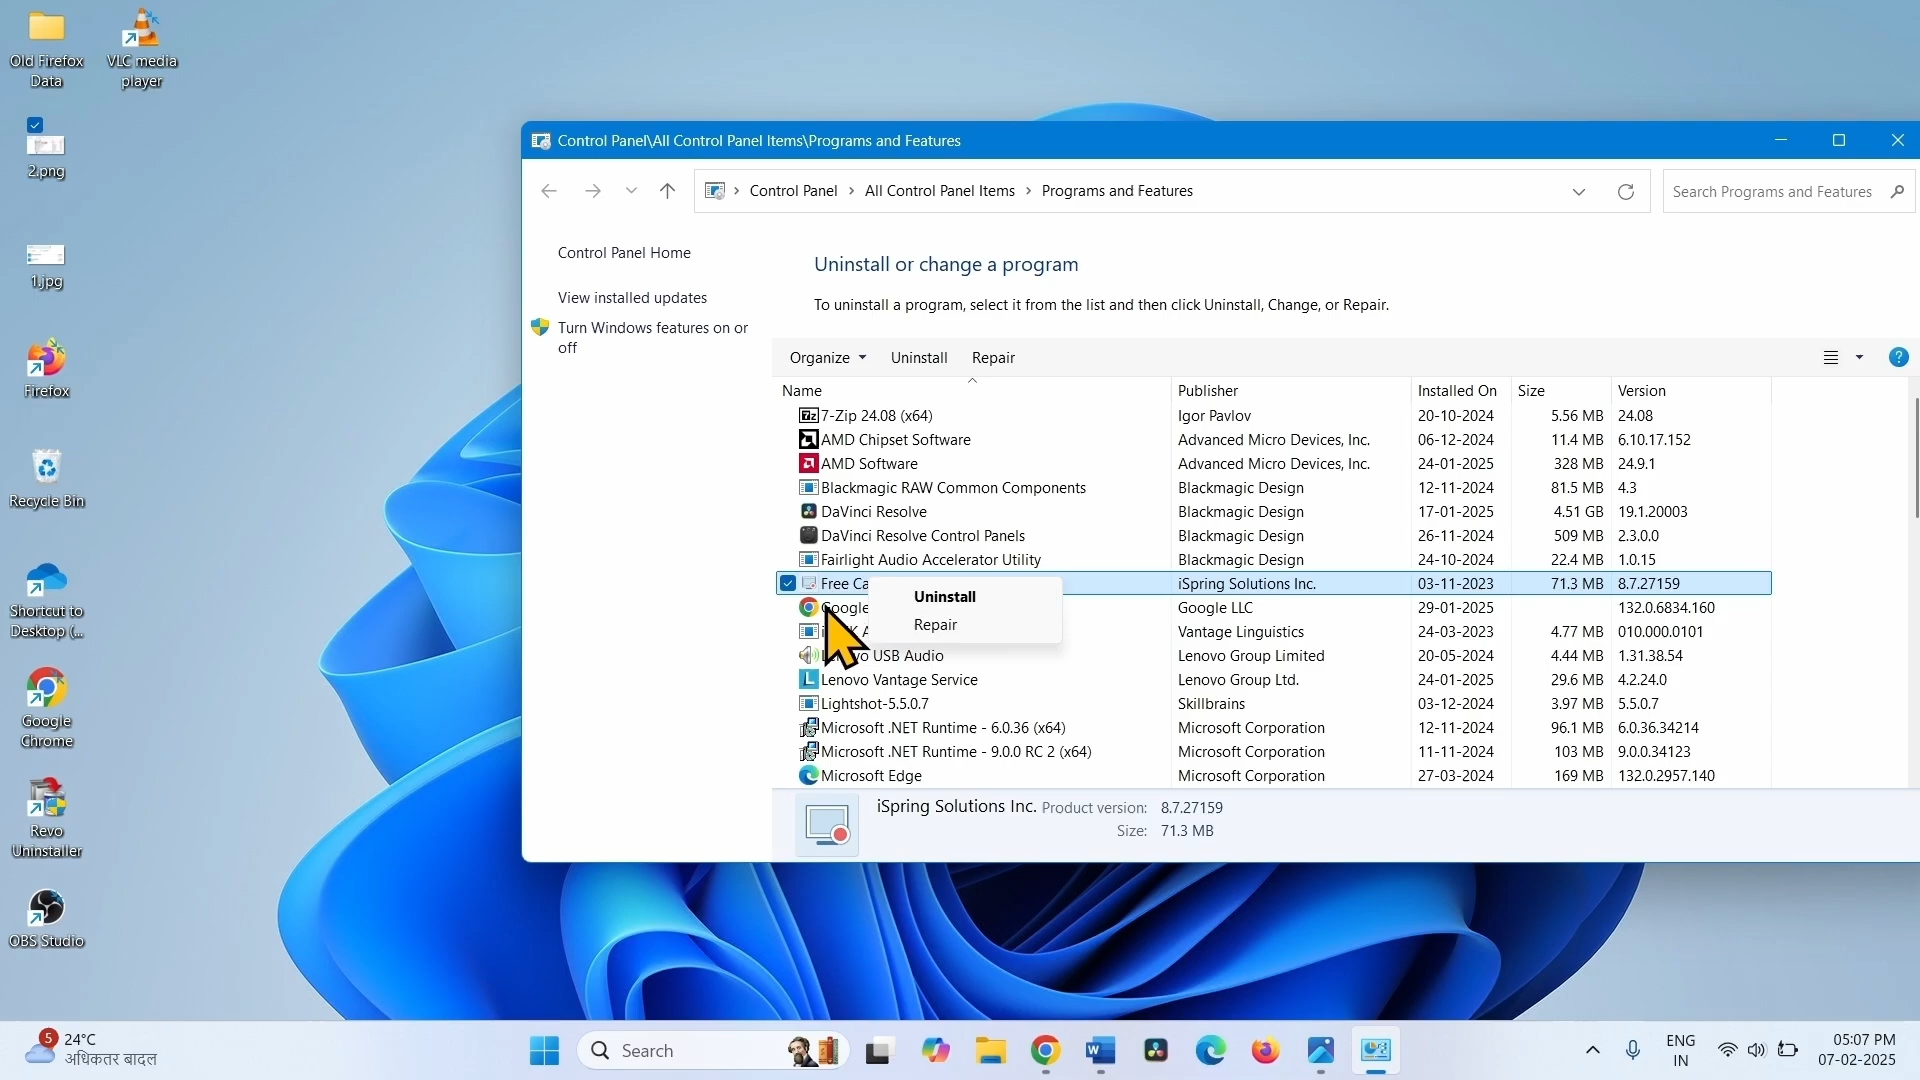 Old Firefox
Data
VLC media
player
2.png
1.jpg
Firefox
Recycle Bin
Shortcut to
Desktop (...
Google
Chrome
Revo
Uninstaller
OBS Studio
Control Panel\All Control Panel Items\Programs and Features
Control Panel > All Control Panel Items > Programs and Features
Search Programs and Features
Control Panel Home
View installed updates
Turn Windows features on or
off
Uninstall or change a program
To uninstall a program, select it from the list and then click Uninstall, Change, or Repair.
Organize Uninstall Repair
Name Publisher Installed On Size Version
7-Zip 24.08 (x64) Igor Pavlov 20-10-2024 5.56 MB 24.08
AMD Chipset Software Advanced Micro Devices, Inc. 06-12-2024 11.4 MB 6.10.17.152
AMD Software Advanced Micro Devices, Inc. 24-01-2025 328 MB 24.9.1
Blackmagic RAW Common Components Blackmagic Design 12-11-2024 81.5 MB 4.3
DaVinci Resolve Blackmagic Design 17-01-2025 4.51 GB 19.1.20003
DaVinci Resolve Control Panels Blackmagic Design 26-11-2024 509 MB 2.3.0.0
Fairlight Audio Accelerator Utility Blackmagic Design 24-10-2024 22.4 MB 1.0.15
Free Ca iSpring Solutions Inc. 03-11-2023 71.3 MB 8.7.27159
Uninstall
Google Google LLC 29-01-2025 132.0.6834.160
Repair
Vantage Linguistics 24-03-2023 4.77 MB 010.000.0101
USB Audio Lenovo Group Limited 20-05-2024 4.44 MB 1.31.38.54
Lenovo Vantage Service Lenovo Group Ltd. 24-01-2025 29.6 MB 4.2.24.0
Lightshot-5.5.0.7 Skillbrains 03-12-2024 3.97 MB 5.5.0.7
Microsoft .NET Runtime - 6.0.36 (x64) Microsoft Corporation 12-11-2024 96.1 MB 6.0.36.34214
Microsoft .NET Runtime - 9.0.0 RC 2 (x64) Microsoft Corporation 11-11-2024 103 MB 9.0.0.34123
Microsoft Edge Microsoft Corporation 27-03-2024 169 MB 132.0.2957.140
iSpring Solutions Inc. Product version: 8.7.27159
Size: 71.3 MB
5
24°C
अधिकतर बादल
Search
ENG
IN
05:07 PM
07-02-2025